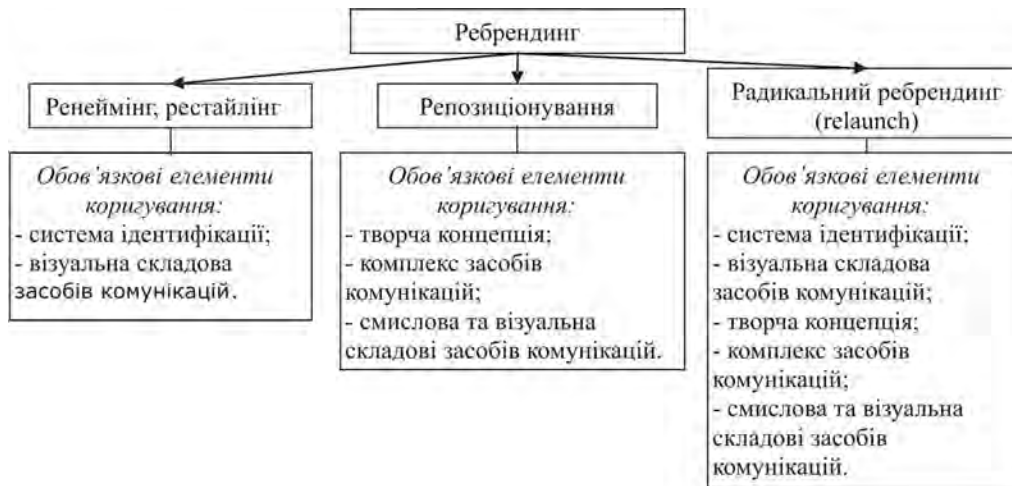 Ребрендинг
Ренеймінг, рестайлінг
Обов’язкові елементи
коригування:
- система ідентифікації;
- візуальна складова
засобів комунікацій.
Репозиціонування
Обов’язкові елементи
коригування:
- творча концепція;
- комплекс засобів
комунікацій;
- смислова та візуальна
складові засобів комунікацій.
Радикальний ребрендинг
(relaunch)
Обов’язкові елементи
коригування:
- система ідентифікації;
- візуальна складова
засобів комунікацій;
- творча концепція;
- комплекс засобів
комунікацій;
- смислова та візуальна
складові засобів
комунікацій.